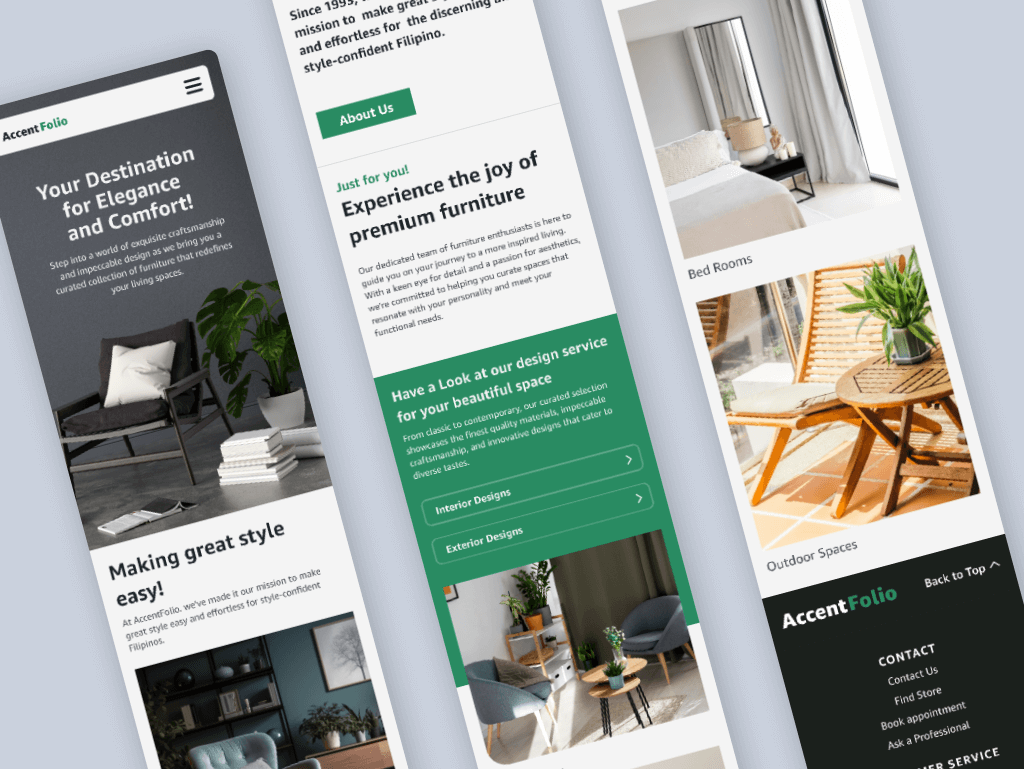 AccentFolio
Your Destination
for Elegance
and Comfort!
Step into a world of exquisite craftsmanship
and impeccable design as we bring you a
curated collection of furniture that redefines
your living spaces.
Making great style
easy!
At AccentFolio, we've made it our mission to make
great style easy and effortless for style-confident
Filipinos.
Since 1995,
mission to make great
and effortless for the discerning
style-confident Filipino.
About Us
Just for you!
Experience the joy of
premium furniture
Our dedicated team of furniture enthusiasts is here to
guide you on your journey to a more inspired living.
With a keen eye for detail and a passion for aesthetics,
we're committed to helping you curate spaces that
resonate with your personality and meet your
functional needs.
Have a Look at our design service
for your beautiful space
From classic to contemporary, our curated selection
showcases the finest quality materials, impeccable
craftsmanship, and innovative designs that cater to
diverse tastes.
Interior Designs
Exterior Designs
Bed Rooms
Outdoor Spaces
AccentFolio
Back to Top
CONTACT
Contact Us
Find Store
Book appointment
Ask a Professional
MER SERVICE